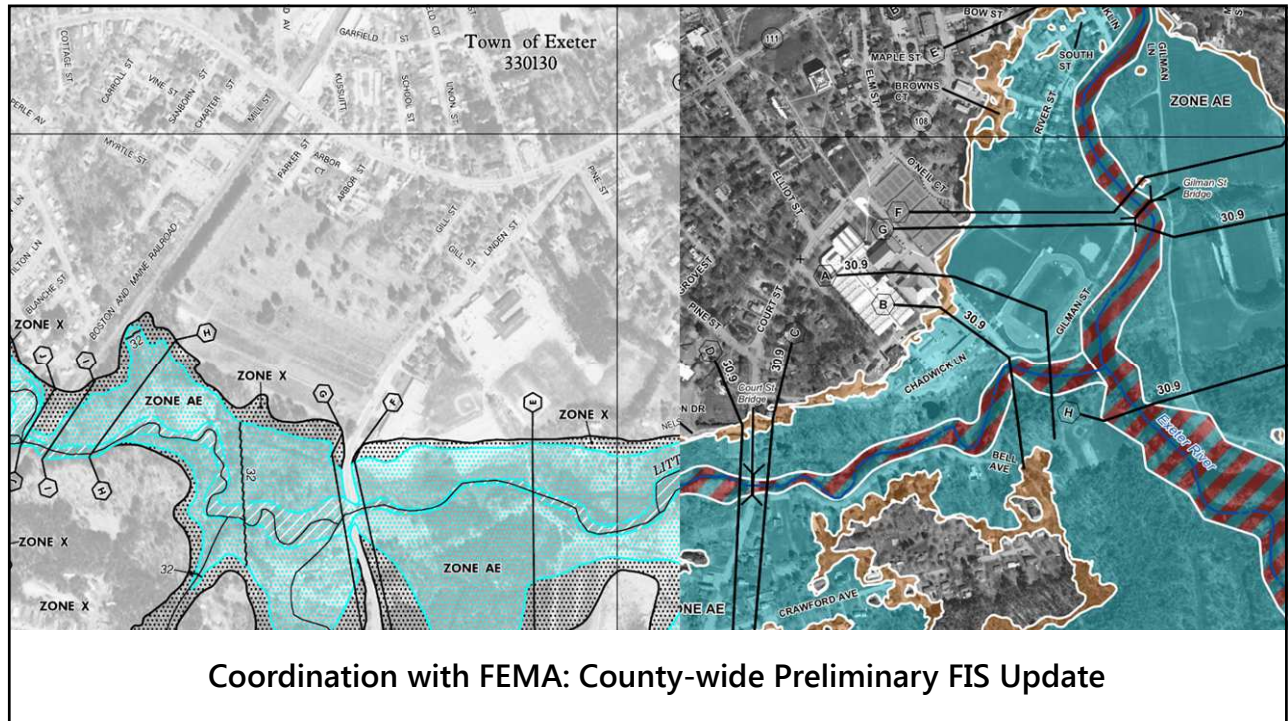 COTTAGE ST
CARROLL ST
VINE ST
SANBORN ST
CHARTER ST
MILL ST
GARFIELD ST
KUSSUITT
SCHOOL ST
UNION ST
Town of Exeter
330130
MYRTLE ST
PARKER ST
ARBOR CT
ARBOR ST
PINE ST
GILL ST
GILL ST
LINDEN ST
BOSTON AND MAINE RAILROAD
BLANCHE ST
ZONE X
32
H
I
ZONE AE
ZONE X
G
F
E
ZONE X
32
I
H
ZONE X
32
ZONE AE
ZONE X
BOW ST
111
E
MAPLE ST
ELM ST
BROWNS CT
108
SOUTH ST
RIVER ST
GILMAN LN
ZONE AE
O'NEIL CT
ELLIOT ST
F
G
Gilman St Bridge
30.9
A
30.9
B
30.9
GILMAN ST
PINE ST
COURT ST
C
D
30.9
30.9
Court St Bridge
CHADWICK LN
30.9
H
Exeter River
BELL AVE
CRAWFORD AVE
Coordination with FEMA: County-wide Preliminary FIS Update